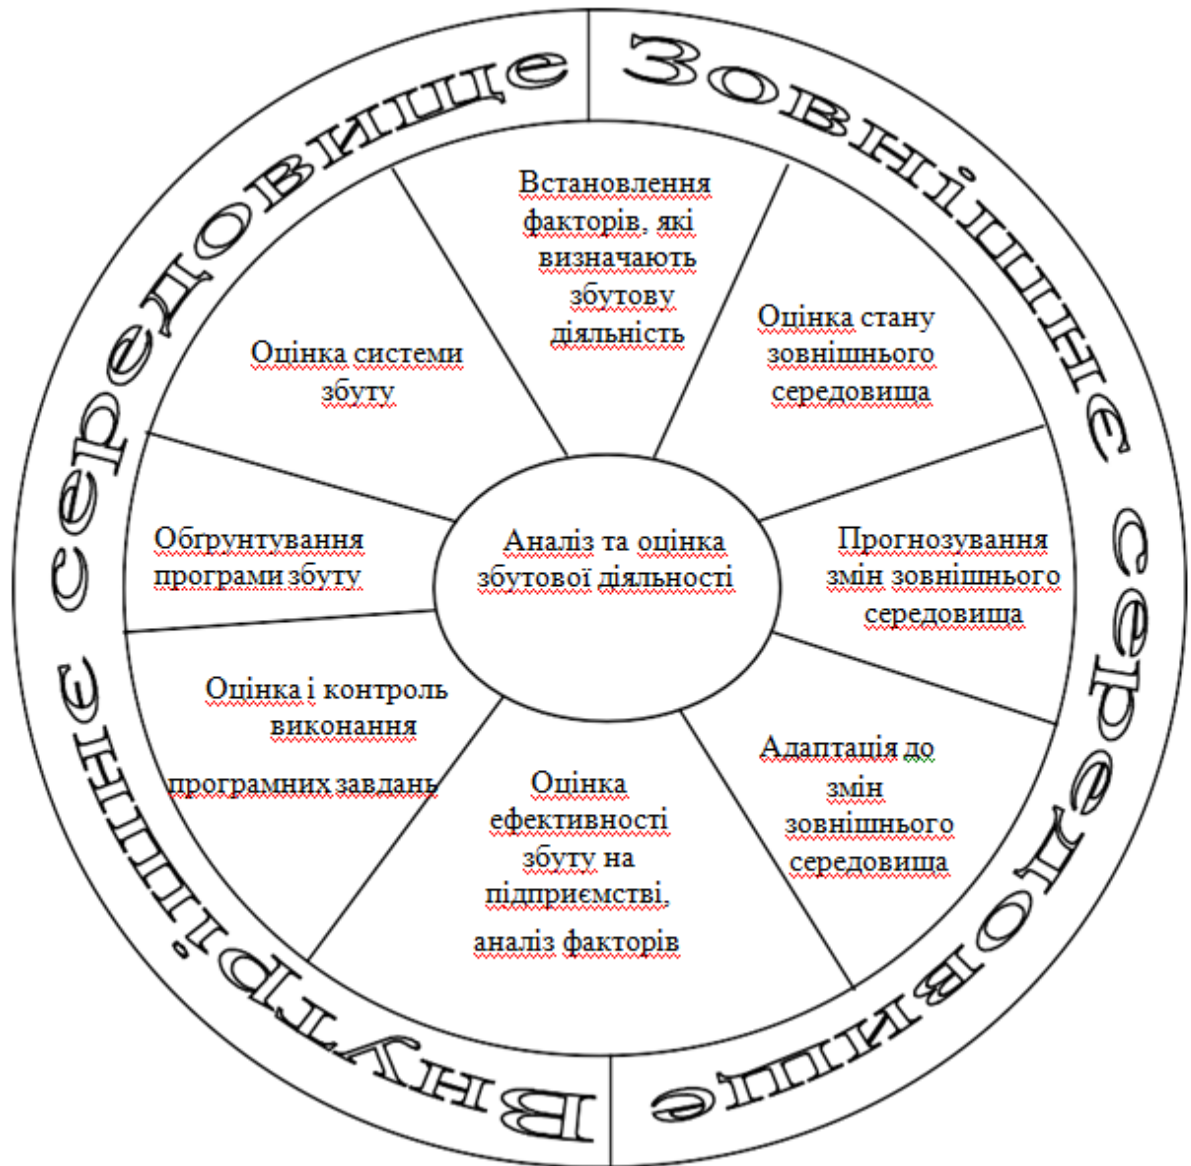 Зовнішнє середовище
Внутрішнє середовище
Встановлення
факторів, які
визначають
збутову
діяльність
Оцінка стану
зовнішнього
середовища
Прогнозування
змін зовнішнього
середовища
Адаптація до
змін
зовнішнього
середовища
Оцінка
ефективності
збуту на
підприємстві,
аналіз факторів
Оцінка і контроль
виконання
програмних завдань
Обґрунтування
програми збуту
Оцінка системи
збуту
Аналіз та оцінка
збутової діяльності